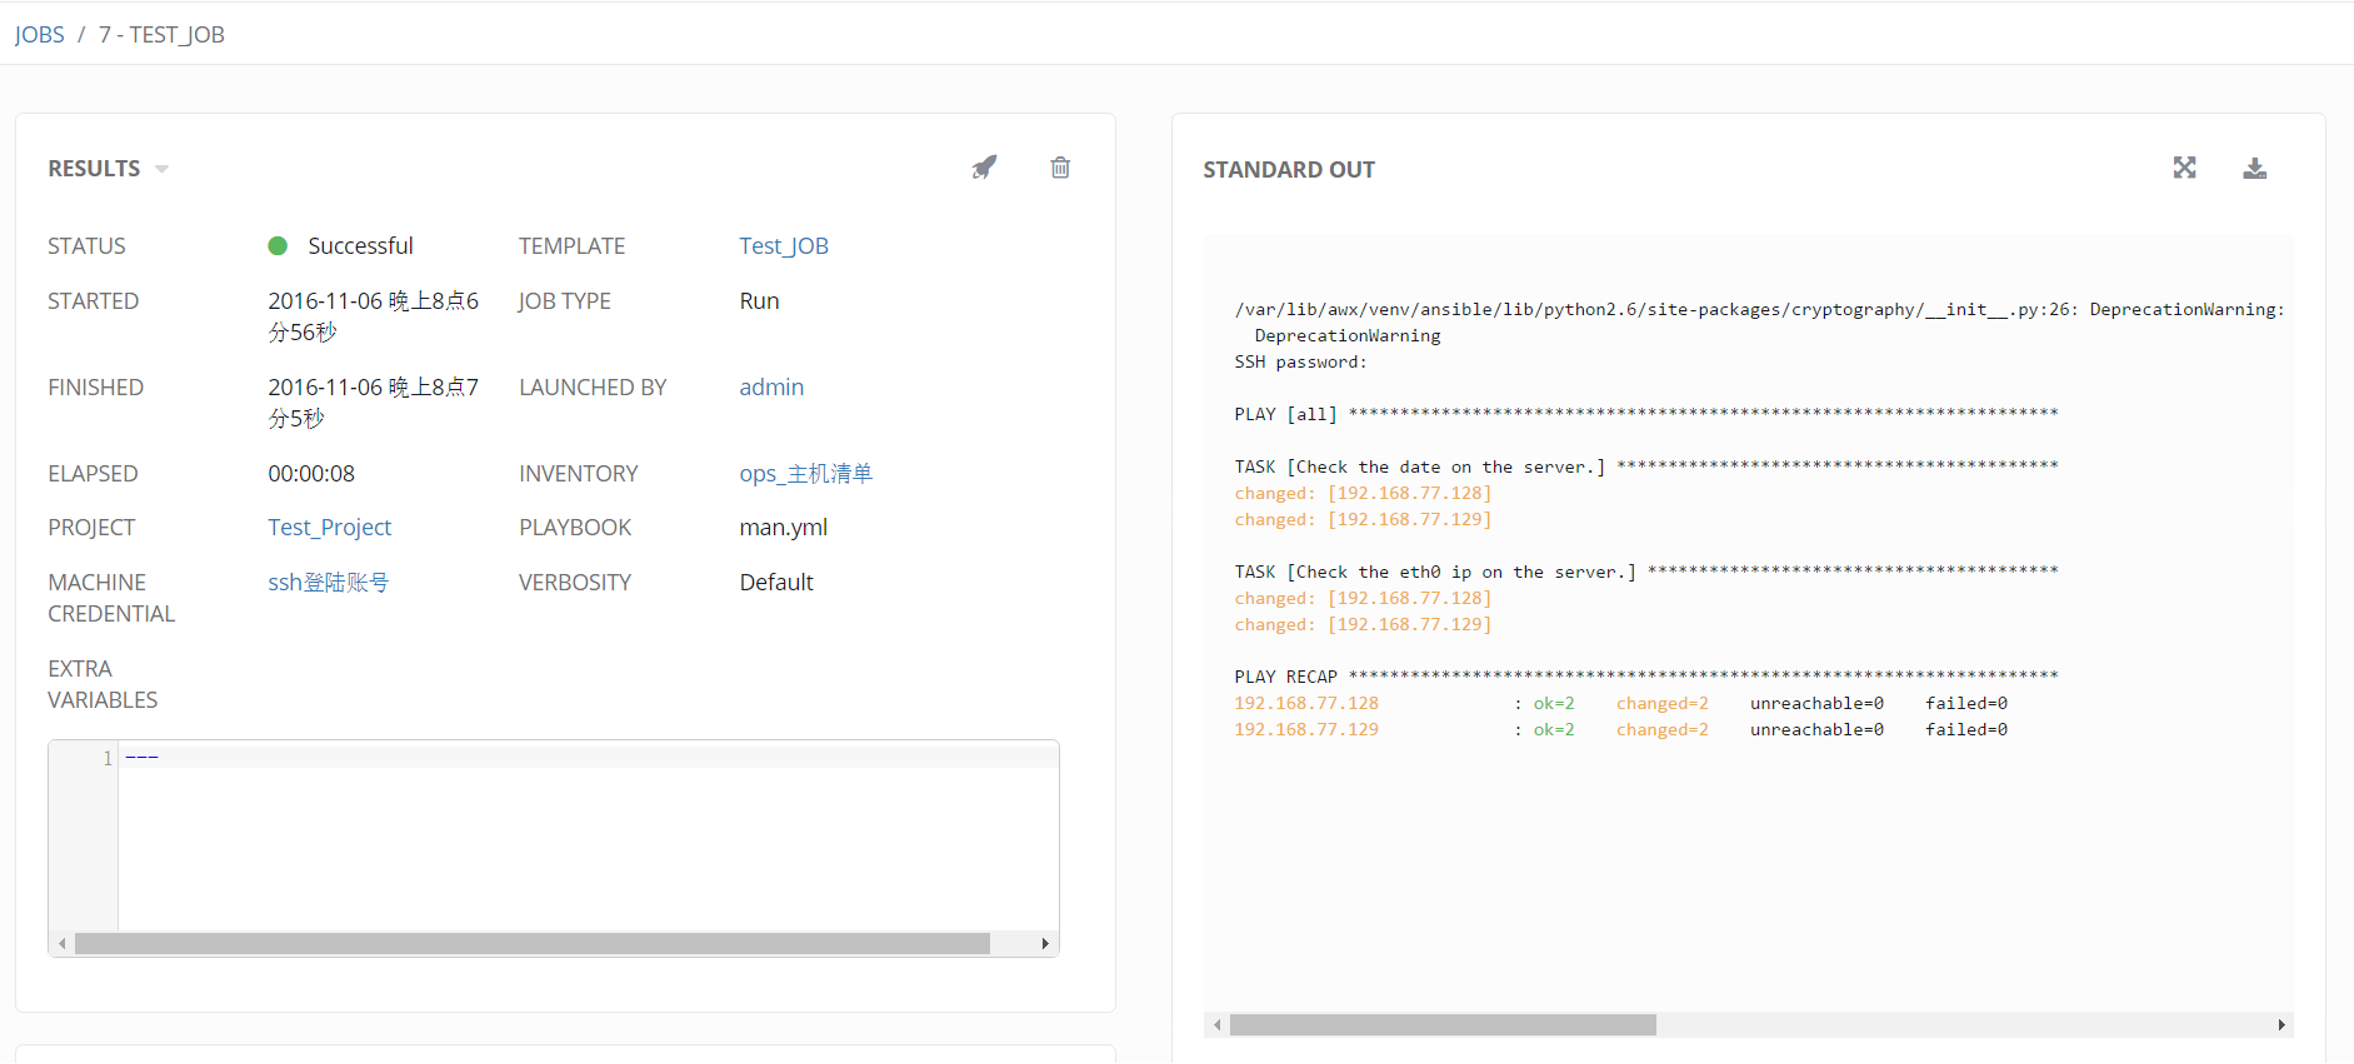 JOBS / 7 - TEST_JOB
RESULTS
STATUS Successful TEMPLATE Test_JOB
STARTED 2016-11-06 晚上8点6分56秒 JOB TYPE Run
FINISHED 2016-11-06 晚上8点7分5秒 LAUNCHED BY admin
ELAPSED 00:00:08 INVENTORY ops_主机清单
PROJECT Test_Project PLAYBOOK man.yml
MACHINE CREDENTIAL ssh登陆账号 VERBOSITY Default
EXTRA VARIABLES
1 ---
STANDARD OUT
/var/lib/awx/venv/ansible/lib/python2.6/site-packages/cryptography/__init__.py:26: DeprecationWarning:
DeprecationWarning
SSH password:
PLAY [all] *********************************************************************
TASK [Check the date on the server.] *******************************************
changed: [192.168.77.128]
changed: [192.168.77.129]
TASK [Check the eth0 ip on the server.] ****************************************
changed: [192.168.77.128]
changed: [192.168.77.129]
PLAY RECAP *********************************************************************
192.168.77.128 : ok=2 changed=2 unreachable=0 failed=0
192.168.77.129 : ok=2 changed=2 unreachable=0 failed=0